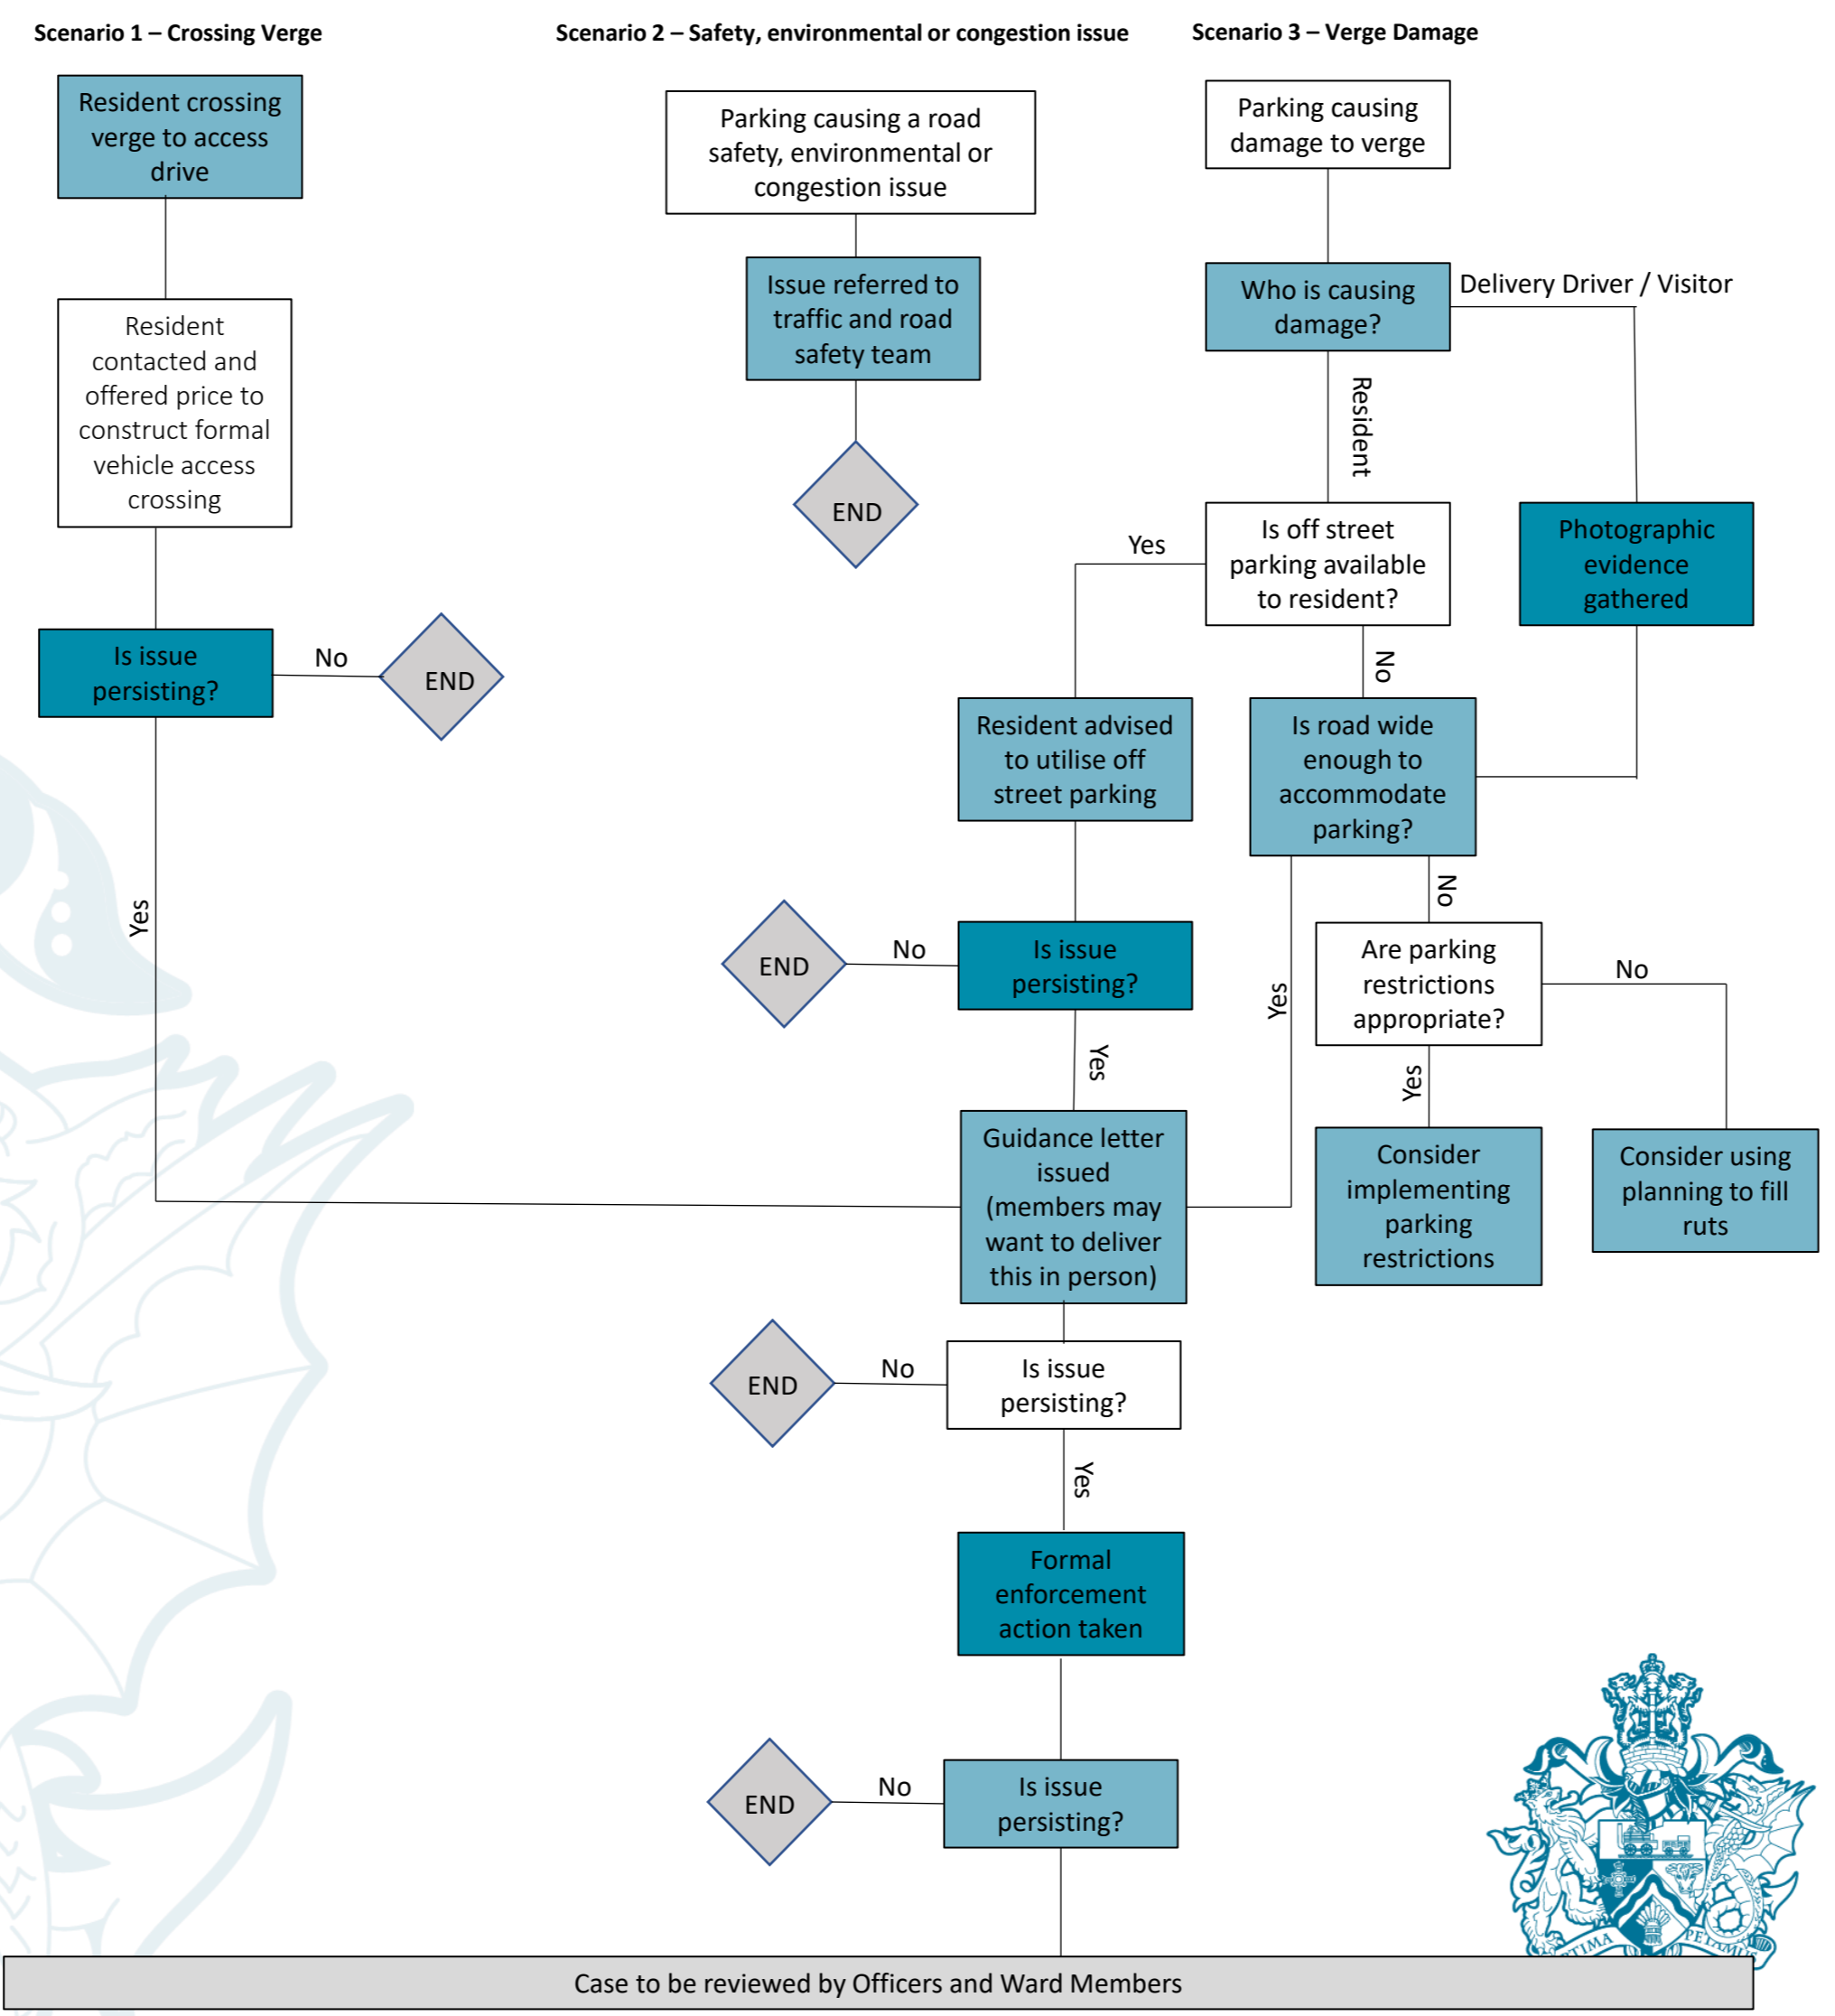 Scenario 1 – Crossing Verge
Resident crossing
verge to access
drive
Resident
contacted and
offered price to
construct formal
vehicle access
crossing
Is issue
persisting?
No
END
Yes
Scenario 2 – Safety, environmental or congestion issue
Parking causing a road
safety, environmental or
congestion issue
Issue referred to
traffic and road
safety team
END
Scenario 3 – Verge Damage
Parking causing
damage to verge
Who is causing
damage?
Delivery Driver / Visitor
Resident
Is off street
parking available
to resident?
Photographic
evidence
gathered
Yes
No
Resident advised
to utilise off
street parking
Is road wide
enough to
accommodate
parking?
Is issue
persisting?
No
END
Yes
Yes
No
Are parking
restrictions
appropriate?
No
Yes
Consider
implementing
parking
restrictions
Consider using
planning to fill
ruts
Guidance letter
issued
(members may
want to deliver
this in person)
Is issue
persisting?
No
END
Yes
Formal
enforcement
action taken
Is issue
persisting?
No
END
PETAMUS
Case to be reviewed by Officers and Ward Members